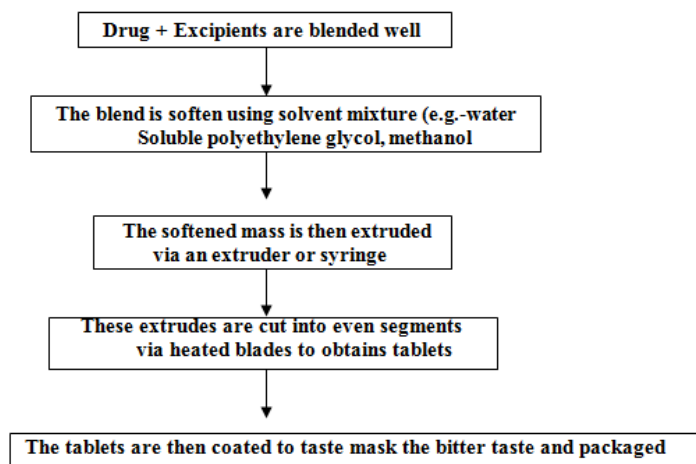 Drug + Excipients are blended well
The blend is soften using solvent mixture (e.g.-water
Soluble polyethylene glycol, methanol
The softened mass is then extruded
via an extruder or syringe
These extrudes are cut into even segments
via heated blades to obtains tablets
The tablets are then coated to taste mask the bitter taste and packaged